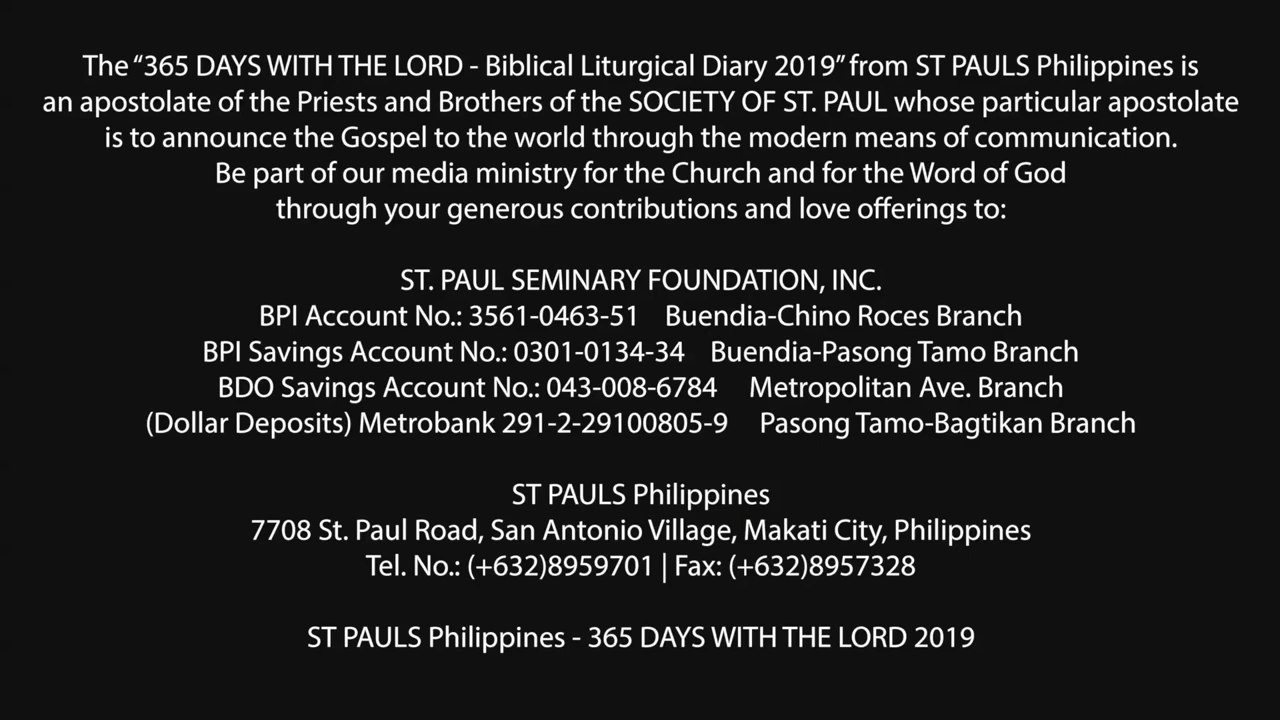 The “365 DAYS WITH THE LORD - Biblical Liturgical Diary 2019” from ST PAULS Philippines is
an apostolate of the Priests and Brothers of the SOCIETY OF ST. PAUL whose particular apostolate
is to announce the Gospel to the world through the modern means of communication.
Be part of our media ministry for the Church and for the Word of God
through your generous contributions and love offerings to:
ST. PAUL SEMINARY FOUNDATION, INC.
BPI Account No.: 3561-0463-51 Buendia-Chino Roces Branch
BPI Savings Account No.: 0301-0134-34 Buendia-Pasong Tamo Branch
BDO Savings Account No.: 043-008-6784 Metropolitan Ave. Branch
(Dollar Deposits) Metrobank 291-2-29100805-9 Pasong Tamo-Bagtikan Branch
ST PAULS Philippines
7708 St. Paul Road, San Antonio Village, Makati City, Philippines
Tel. No.: (+632)8959701 | Fax: (+632)8957328
ST PAULS Philippines - 365 DAYS WITH THE LORD 2019